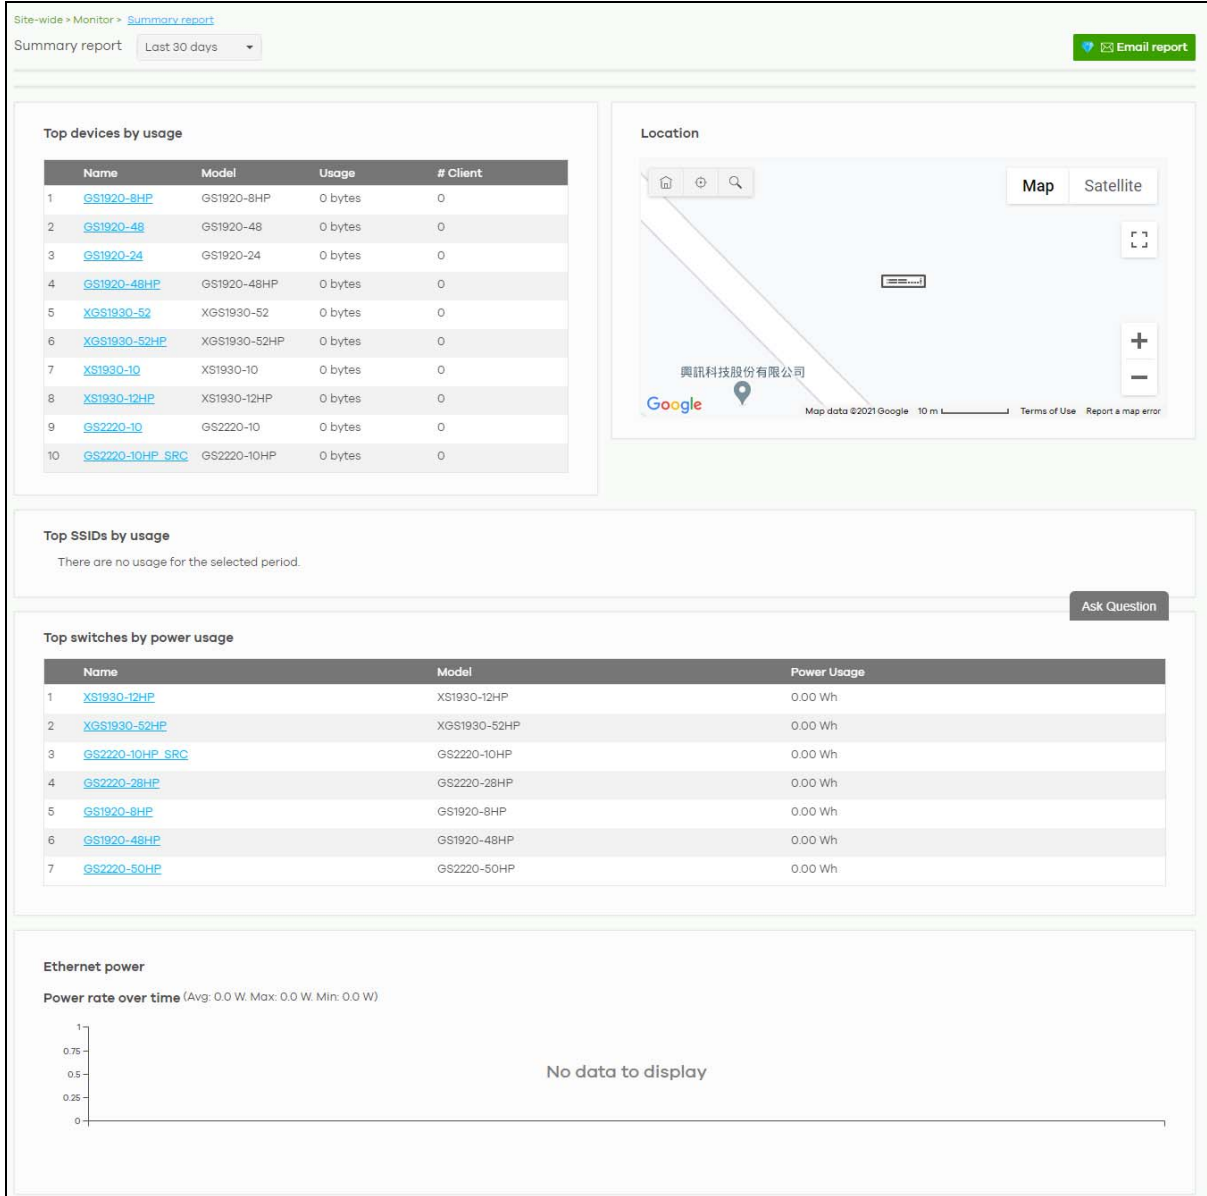 Site-wide > Monitor > Summary report
Summary report Last 30 days
Email report
Top devices by usage
Name Model Usage # Client
1 GS1920-8HP GS1920-8HP 0 bytes 0
2 GS1920-48 GS1920-48 0 bytes 0
3 GS1920-24 GS1920-24 0 bytes 0
4 GS1920-48HP GS1920-48HP 0 bytes 0
5 XGS1930-52 XGS1930-52 0 bytes 0
6 XGS1930-52HP XGS1930-52HP 0 bytes 0
7 XS1930-10 XS1930-10 0 bytes 0
8 XS1930-12HP XS1930-12HP 0 bytes 0
9 GS2220-10 GS2220-10 0 bytes 0
10 GS2220-10HP_SRC GS2220-10HP 0 bytes 0
Location
Map Satellite
興訊科技股份有限公司
Google
Map data ©2021 Google 10 m Terms of Use Report a map error
Top SSIDs by usage
There are no usage for the selected period.
Ask Question
Top switches by power usage
Name Model Power Usage
1 XS1930-12HP XS1930-12HP 0.00 Wh
2 XGS1930-52HP XGS1930-52HP 0.00 Wh
3 GS2220-10HP_SRC GS2220-10HP 0.00 Wh
4 GS2220-28HP GS2220-28HP 0.00 Wh
5 GS1920-8HP GS1920-8HP 0.00 Wh
6 GS1920-48HP GS1920-48HP 0.00 Wh
7 GS2220-50HP GS2220-50HP 0.00 Wh
Ethernet power
Power rate over time (Avg: 0.0 W. Max: 0.0 W. Min: 0.0 W)
1
0.75
0.5
0.25
0
No data to display